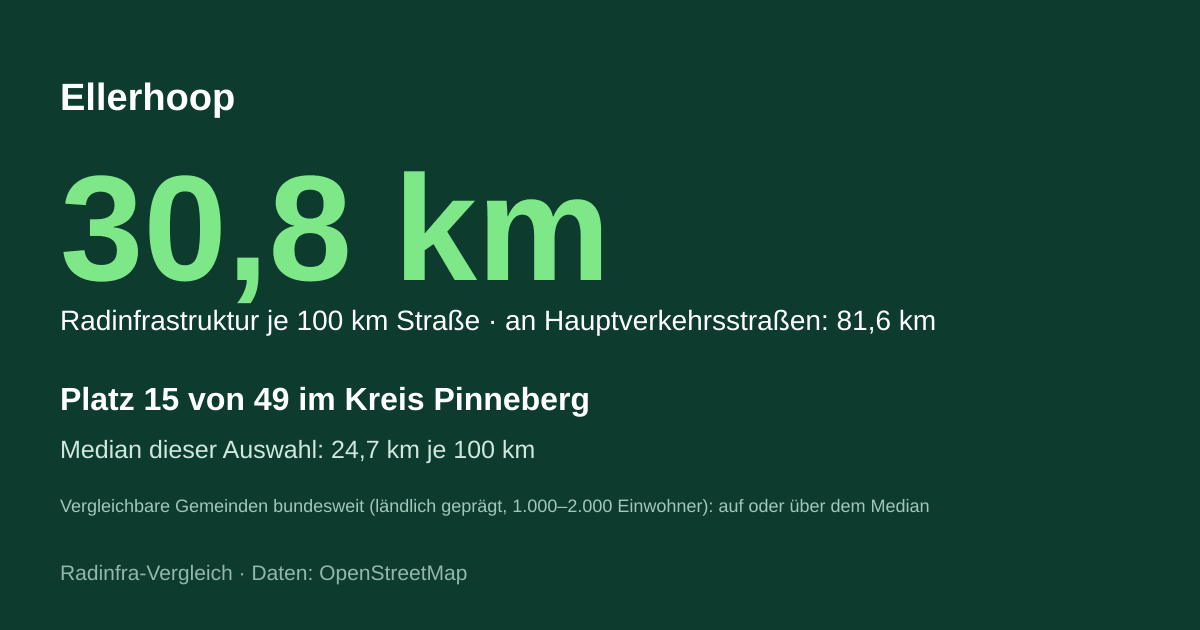 Ellerhoop
30,8 km
Radinfrastruktur je 100 km Straße · an Hauptverkehrsstraßen: 81,6 km
Platz 15 von 49 im Kreis Pinneberg
Median dieser Auswahl: 24,7 km je 100 km
Vergleichbare Gemeinden bundesweit (ländlich geprägt, 1.000–2.000 Einwohner): auf oder über dem Median
Radinfra-Vergleich · Daten: OpenStreetMap